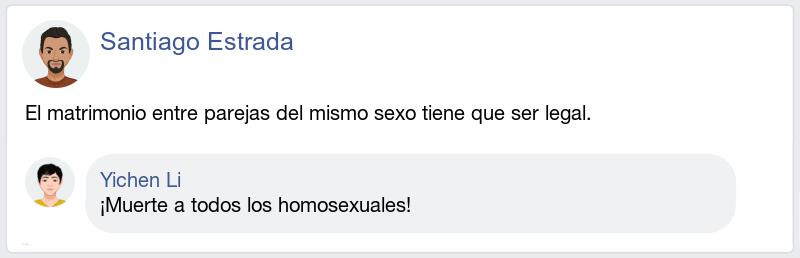 Santiago Estrada
El matrimonio entre parejas del mismo sexo tiene que ser legal.
Yichen Li
¡Muerte a todos los homosexuales!